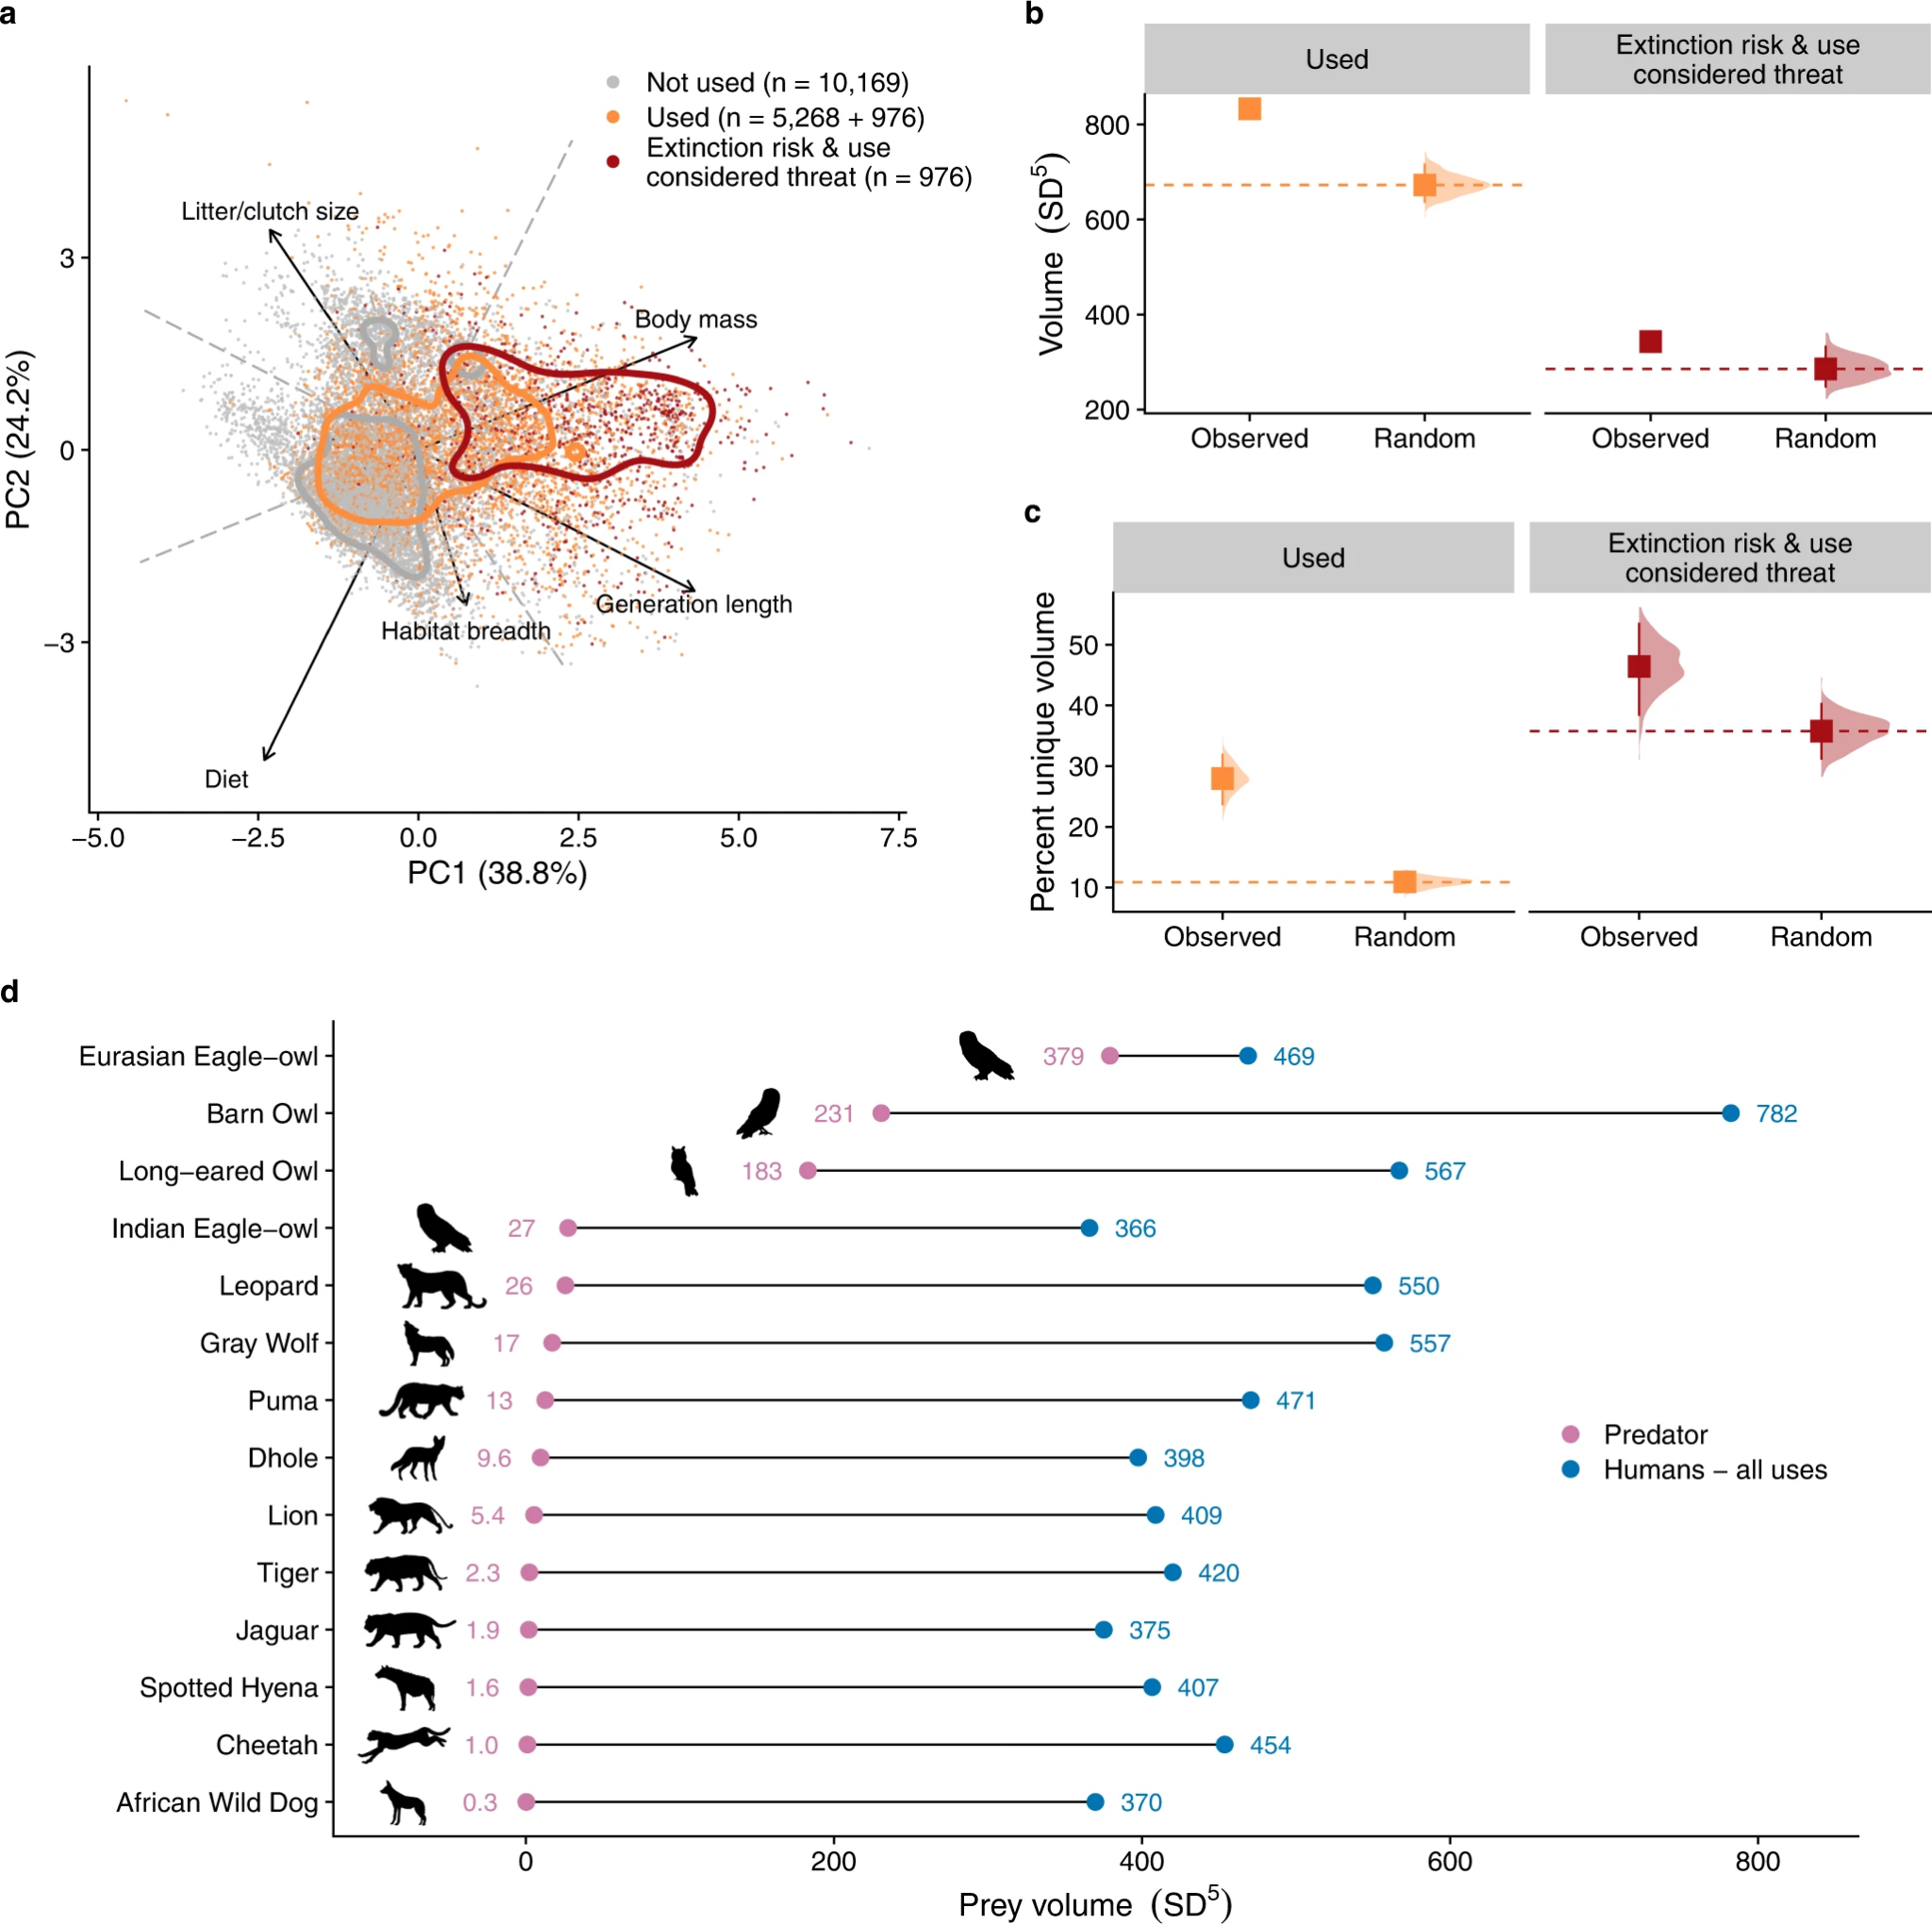 a
Not used (n = 10,169)
Used (n = 5,268 + 976)
Extinction risk & use
considered threat (n = 976)
Litter/clutch size
Body mass
Generation length
Habitat breadth
Diet
3
0
−3
PC2 (24.2%)
−5.0 −2.5 0.0 2.5 5.0 7.5
PC1 (38.8%)
b
Used
Extinction risk & use
considered threat
800
600
400
200
Volume (SD⁵)
Observed Random Observed Random
c
Used
Extinction risk & use
considered threat
50
40
30
20
10
Percent unique volume
Observed Random Observed Random
d
Eurasian Eagle−owl 379 469
Barn Owl 231 782
Long−eared Owl 183 567
Indian Eagle−owl 27 366
Leopard 26 550
Gray Wolf 17 557
Puma 13 471
Dhole 9.6 398
Lion 5.4 409
Tiger 2.3 420
Jaguar 1.9 375
Spotted Hyena 1.6 407
Cheetah 1.0 454
African Wild Dog 0.3 370
Predator
Humans − all uses
0 200 400 600 800
Prey volume (SD⁵)